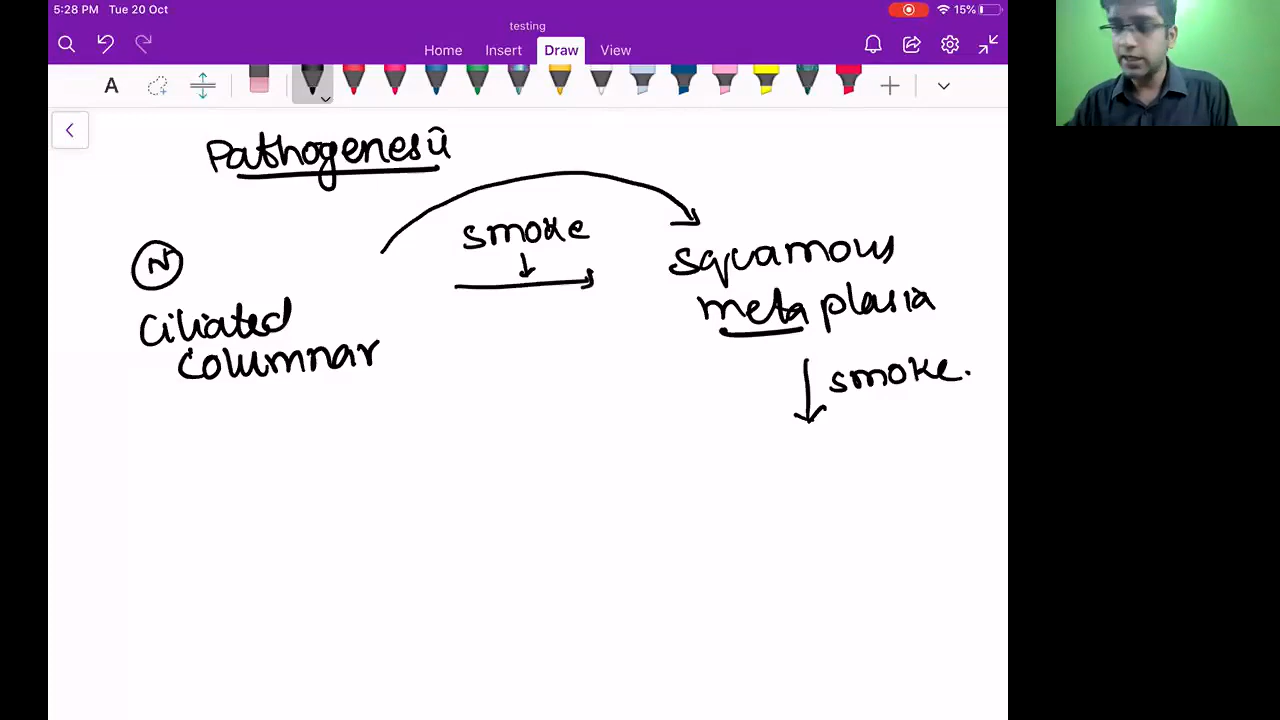 5:28 PM Tue 20 Oct
15%
testing
Home Insert Draw View
A
Pathogenesis
smoke
N
squamous
metaplasia
ciliated
columnar
smoke.